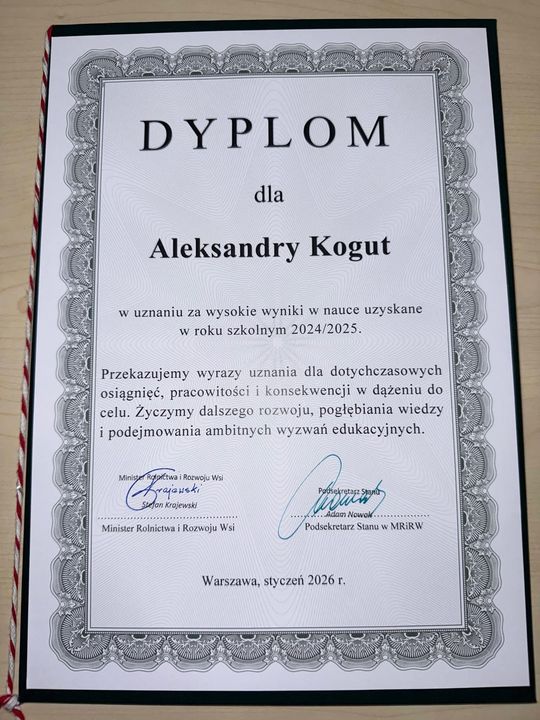 DYPLOM
dla
Aleksandry Kogut
w uznaniu za wysokie wyniki w nauce uzyskane
w roku szkolnym 2024/2025.
Przekazujemy wyrazy uznania dla dotychczasowych
osiągnięć, pracowitości i konsekwencji w dążeniu do
celu. Życzymy dalszego rozwoju, pogłębiania wiedzy
i podejmowania ambitnych wyzwań edukacyjnych.
Minister Rolnictwa i Rozwoju Wsi
Krajewski
Stefan Krajewski
Minister Rolnictwa i Rozwoju Wsi
Podsekretarz Stanu
Adam Nowak
Podsekretarz Stanu w MRiRW
Warszawa, styczeń 2026 r.